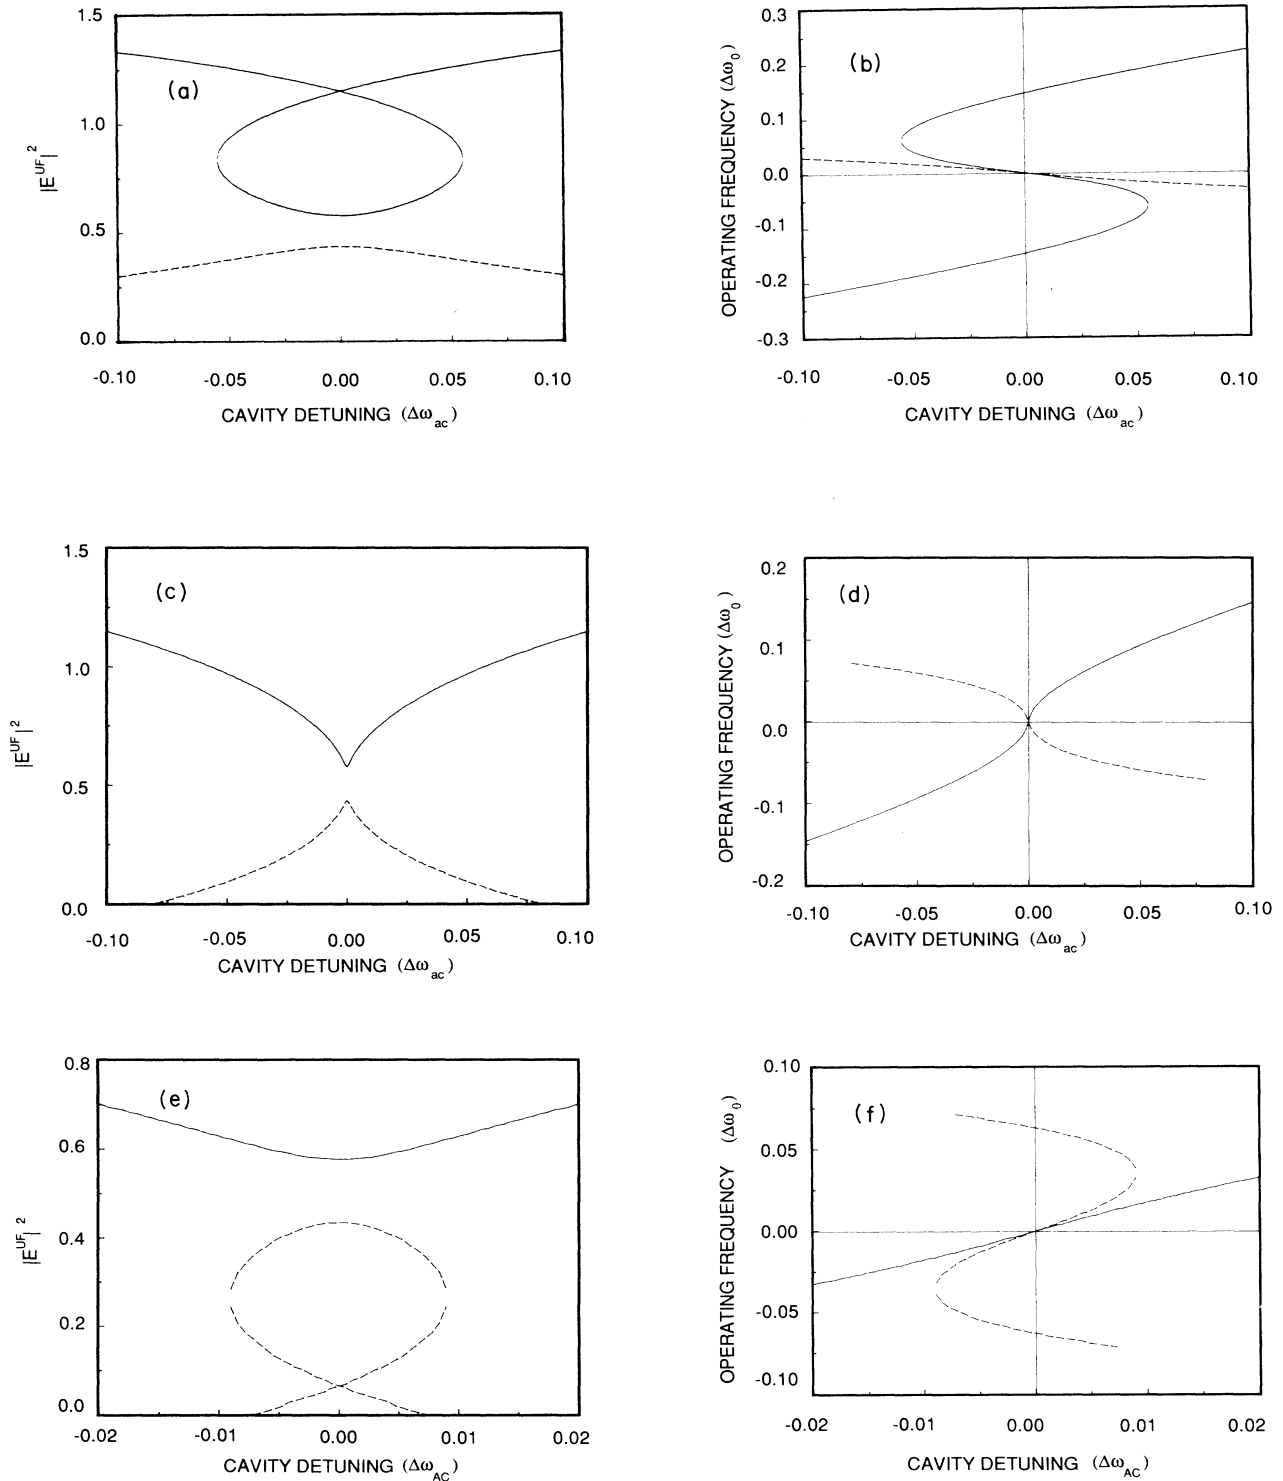 (a)
1.5
1.0
0.5
0.0
|E^UF|^2
-0.10 -0.05 0.00 0.05 0.10
CAVITY DETUNING (Δω_ac)
(b)
0.3
0.2
0.1
0.0
-0.1
-0.2
-0.3
OPERATING FREQUENCY (Δω_0)
-0.10 -0.05 0.00 0.05 0.10
CAVITY DETUNING (Δω_ac)
(c)
1.5
1.0
0.5
0.0
|E^UF|^2
-0.10 -0.05 0.00 0.05 0.10
CAVITY DETUNING (Δω_ac)
(d)
0.2
0.1
0.0
-0.1
-0.2
OPERATING FREQUENCY (Δω_0)
-0.10 -0.05 0.00 0.05 0.10
CAVITY DETUNING (Δω_ac)
(e)
0.8
0.6
0.4
0.2
0.0
|E^UF|^2
-0.02 -0.01 0.00 0.01 0.02
CAVITY DETUNING (Δω_AC)
(f)
0.10
0.05
0.00
-0.05
-0.10
OPERATING FREQUENCY (Δω_0)
-0.02 -0.01 0.00 0.01 0.02
CAVITY DETUNING (Δω_AC)